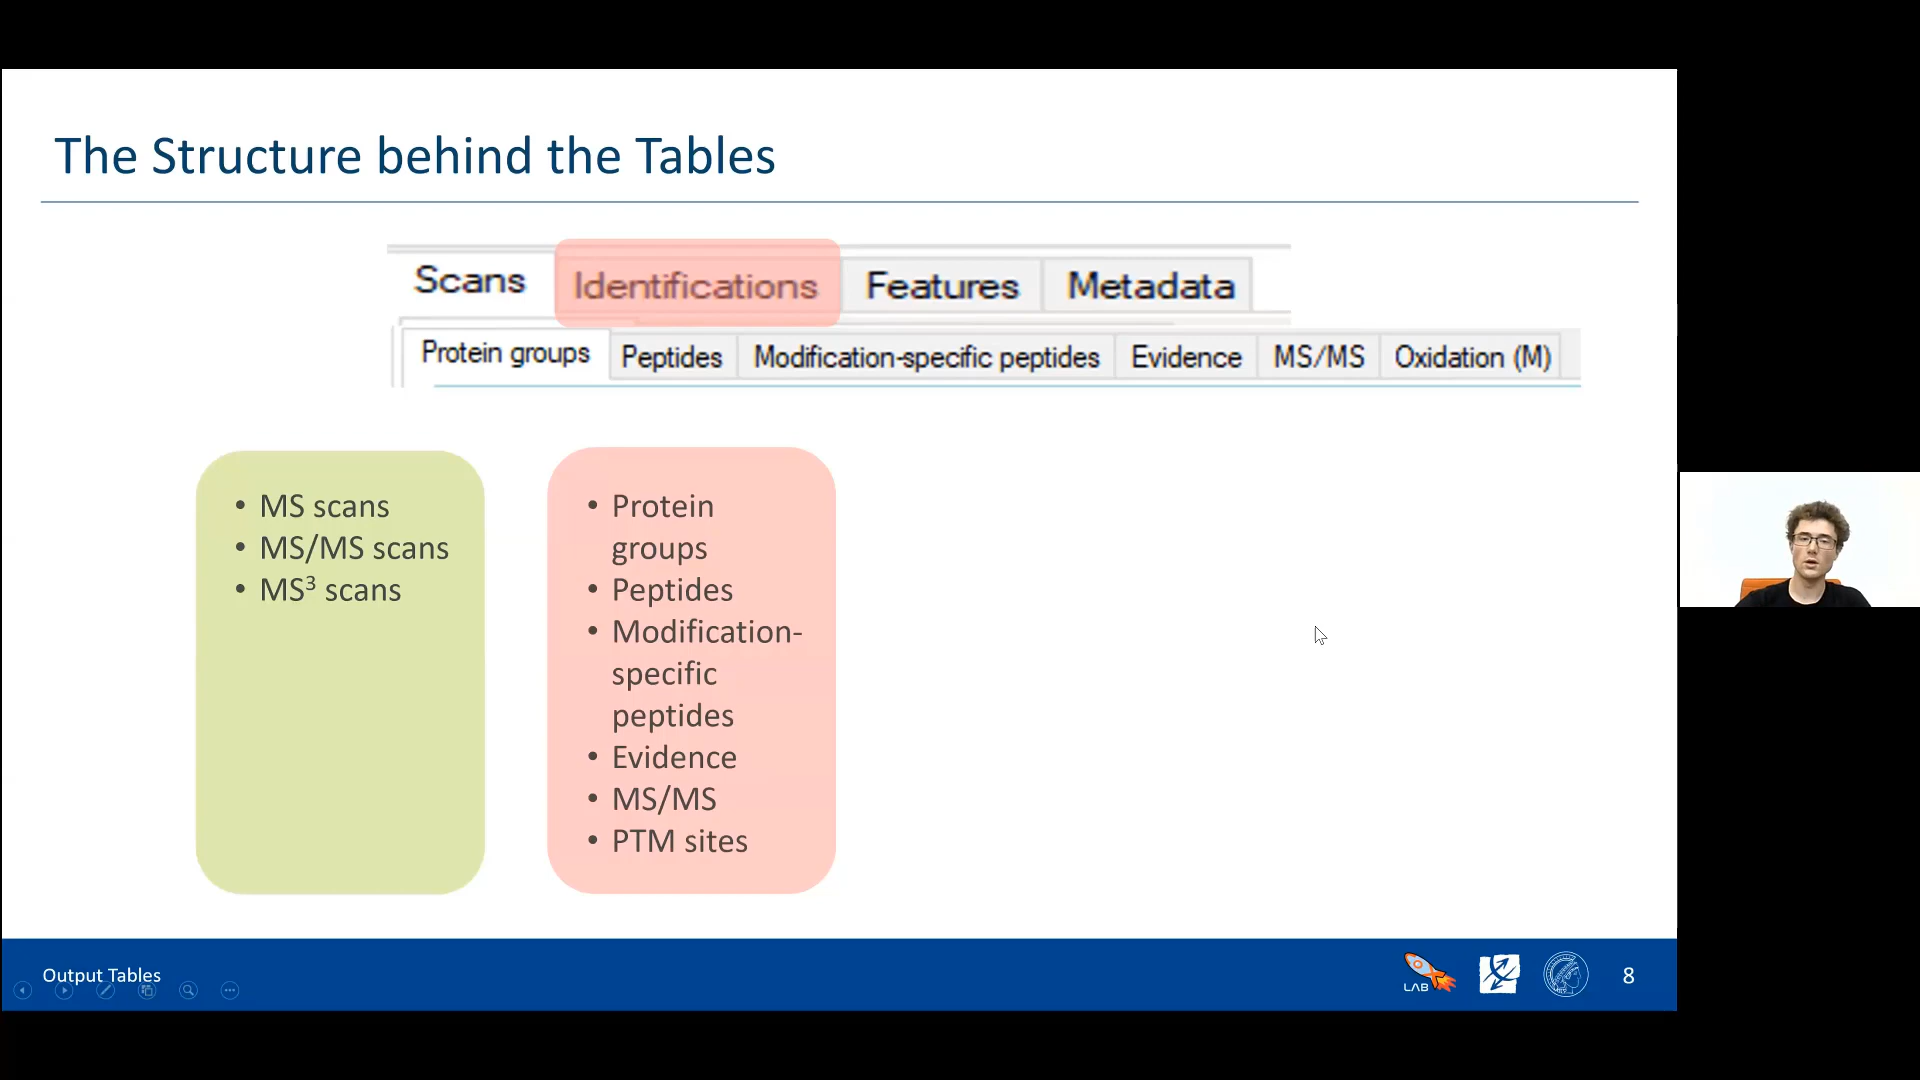 The Structure behind the Tables
Scans Identifications Features Metadata
Protein groups Peptides Modification-specific peptides Evidence MS/MS Oxidation (M)
• MS scans
• MS/MS scans
• MS³ scans
• Protein
groups
• Peptides
• Modification-
specific
peptides
• Evidence
• MS/MS
• PTM sites
Output Tables
LAB
8